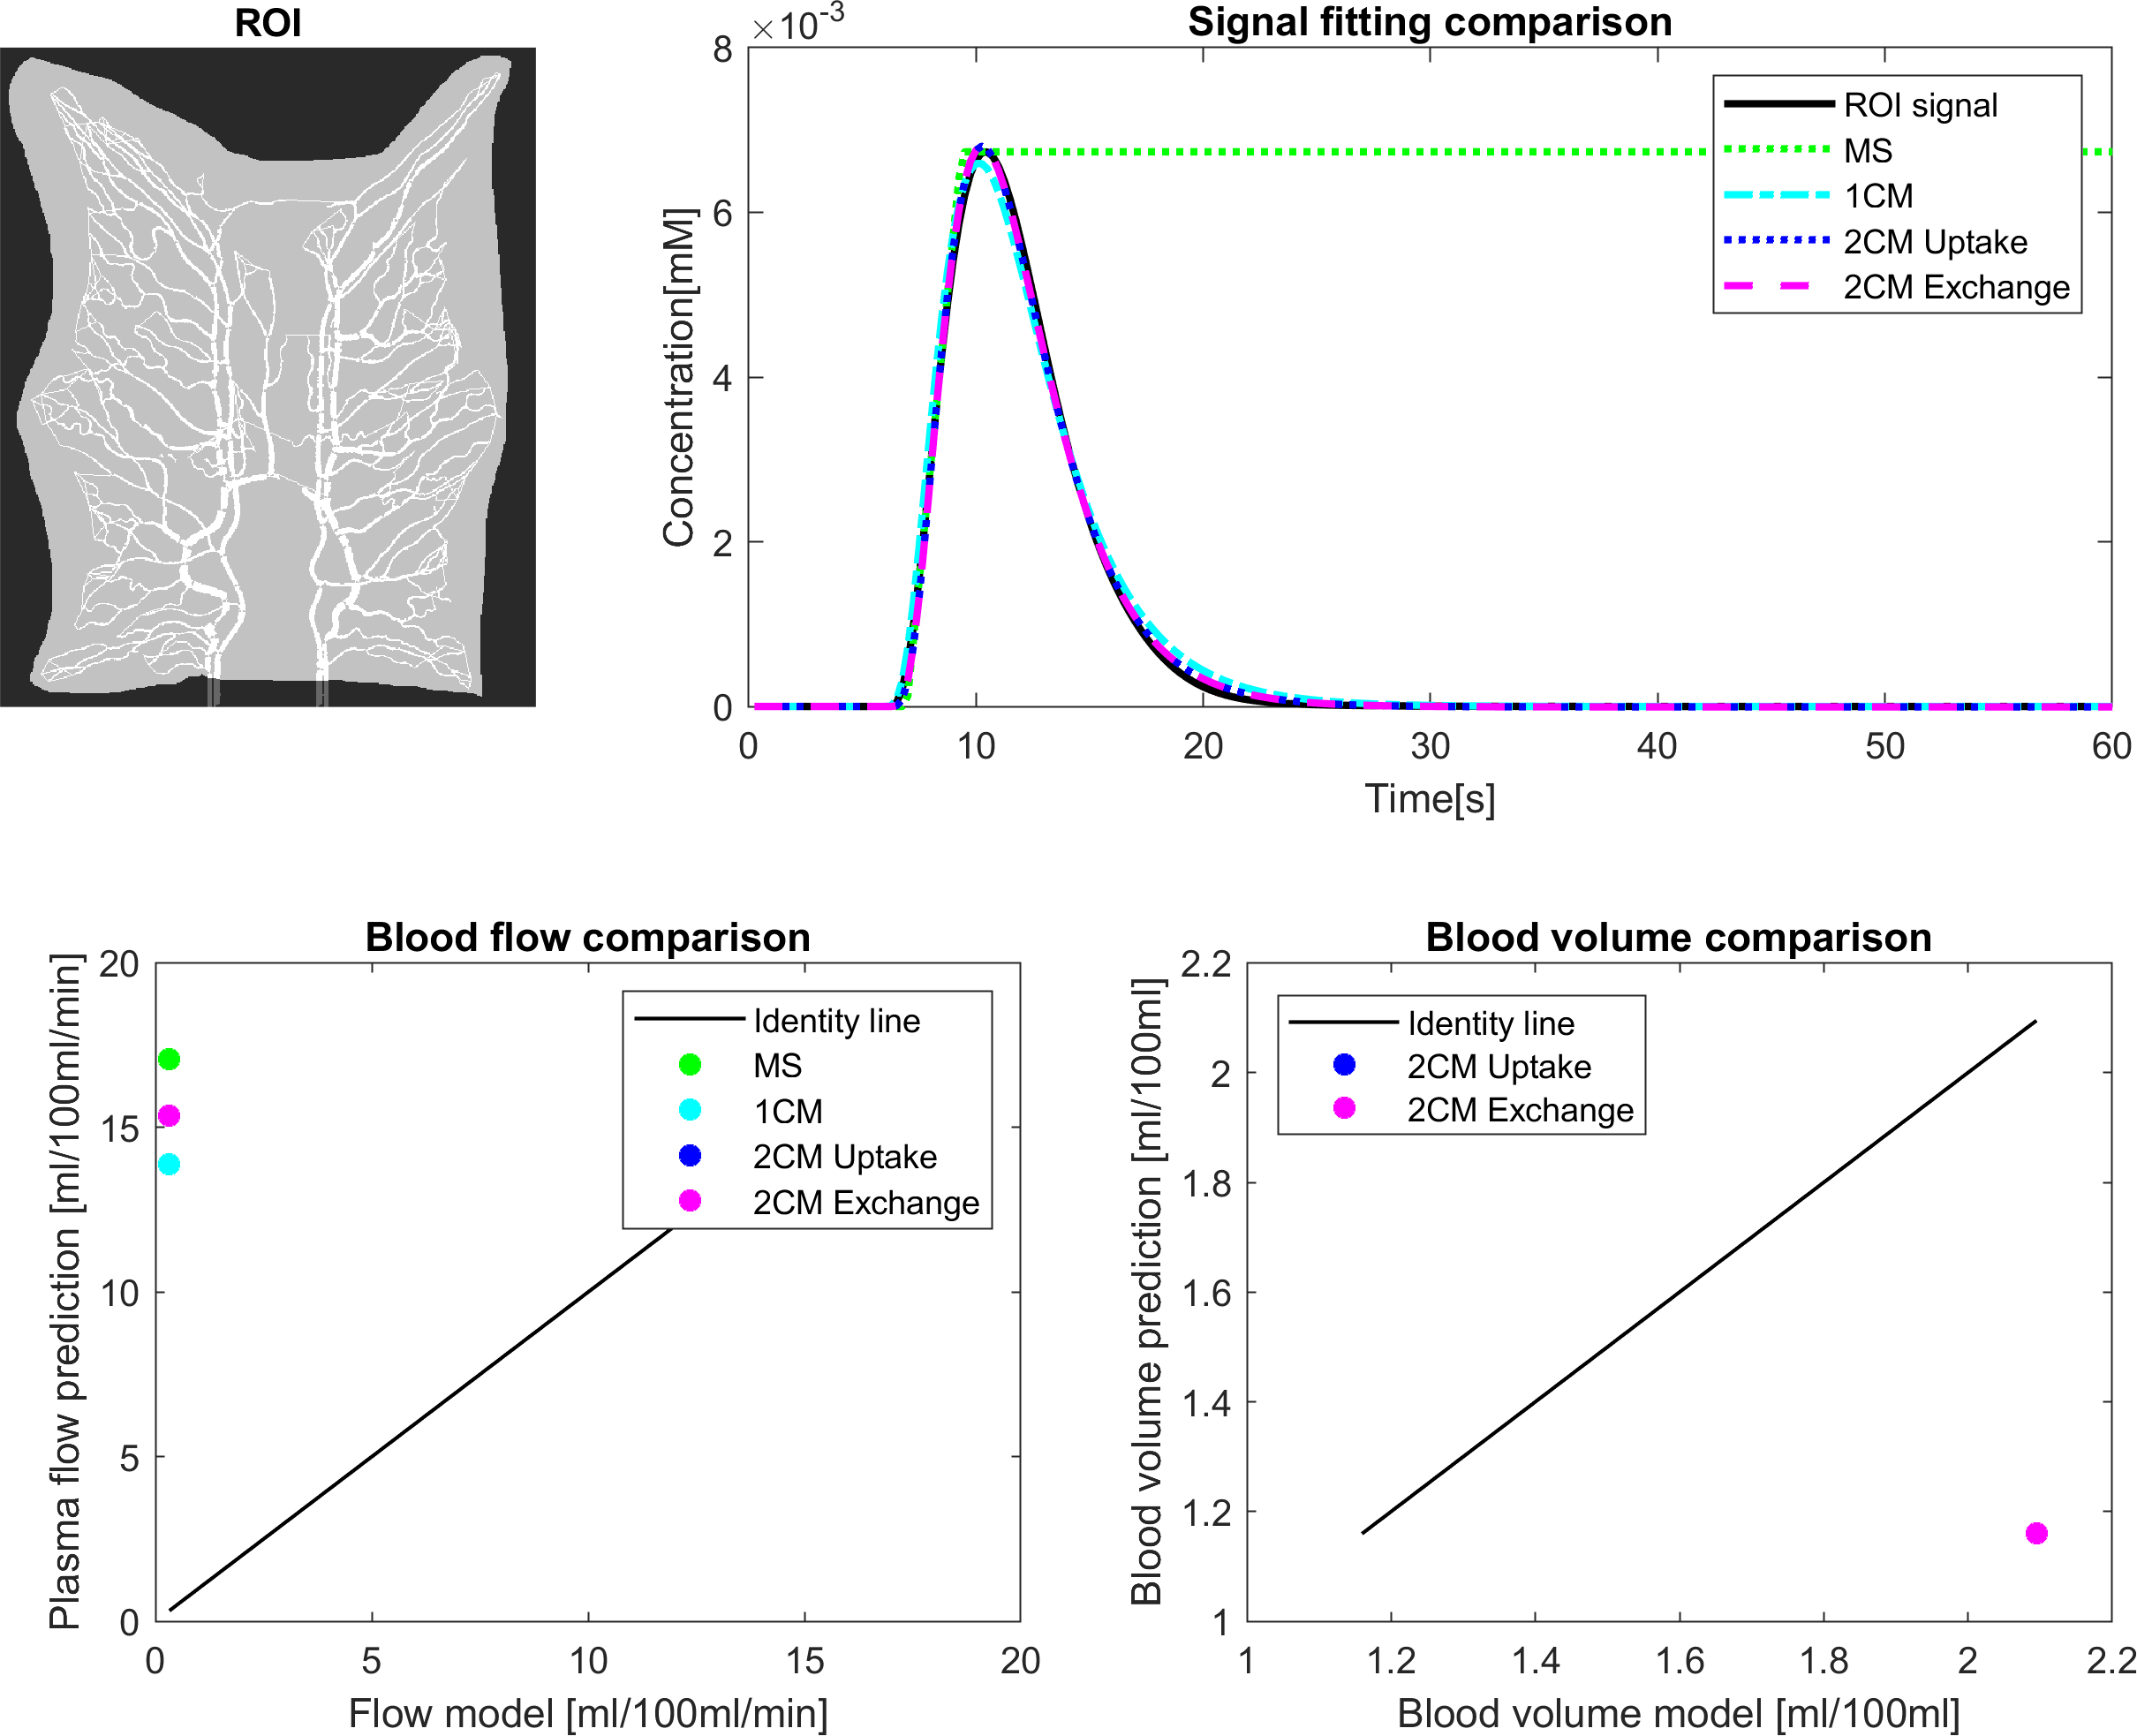 ROI
Signal fitting comparison
×10-3
8
6
4
2
0
Concentration[mM]
0 10 20 30 40 50 60
Time[s]
ROI signal
MS
1CM
2CM Uptake
2CM Exchange
Blood flow comparison
20
15
10
5
0
Plasma flow prediction [ml/100ml/min]
0 5 10 15 20
Flow model [ml/100ml/min]
Identity line
MS
1CM
2CM Uptake
2CM Exchange
Blood volume comparison
2.2
2
1.8
1.6
1.4
1.2
1
Blood volume prediction [ml/100ml]
1 1.2 1.4 1.6 1.8 2 2.2
Blood volume model [ml/100ml]
Identity line
2CM Uptake
2CM Exchange